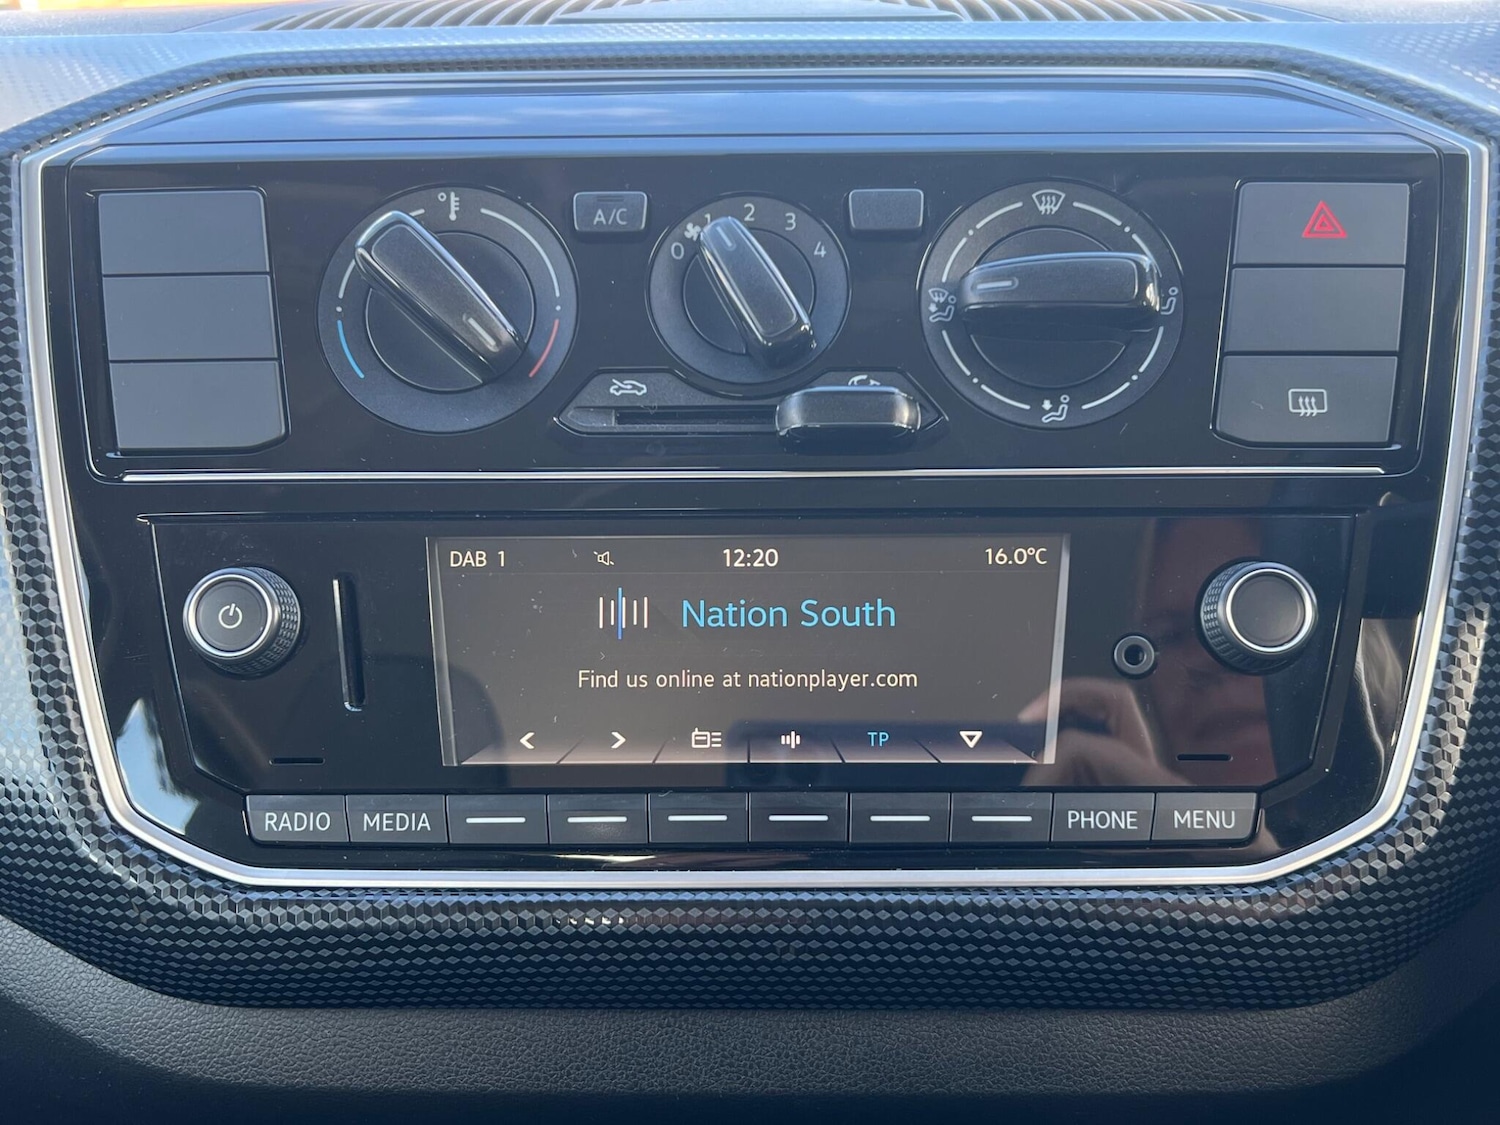 A/C
0 1 2 3 4
DAB 1 12:20 16.0°C
Nation South
Find us online at nationplayer.com
TP
RADIO MEDIA PHONE MENU